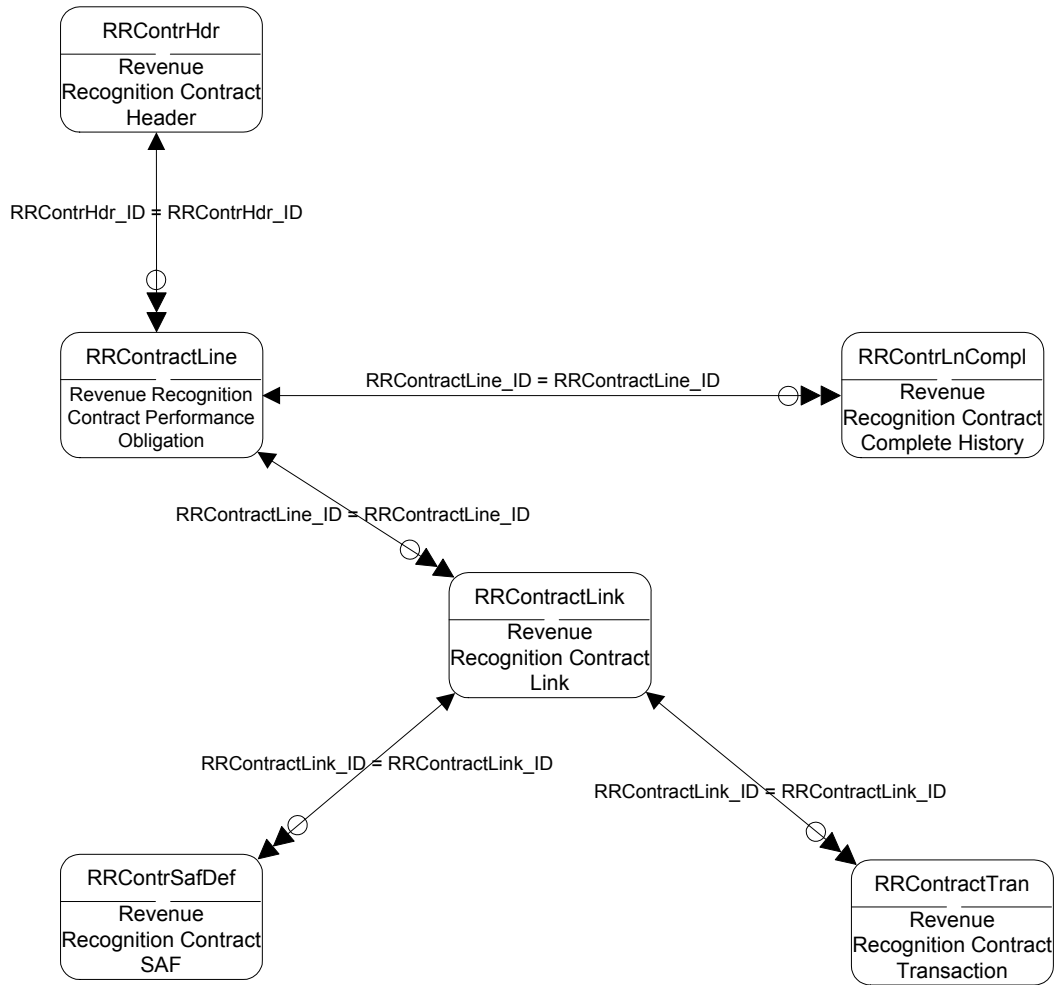 RRContrHdr
Revenue
Recognition Contract
Header
RRContrHdr_ID = RRContrHdr_ID
RRContractLine
Revenue Recognition
Contract Performance
Obligation
RRContractLine_ID = RRContractLine_ID
RRContrLnCompl
Revenue
Recognition Contract
Complete History
RRContractLine_ID = RRContractLine_ID
RRContractLink
Revenue
Recognition Contract
Link
RRContractLink_ID = RRContractLink_ID
RRContractLink_ID = RRContractLink_ID
RRContrSafDef
Revenue
Recognition Contract
SAF
RRContractTran
Revenue
Recognition Contract
Transaction